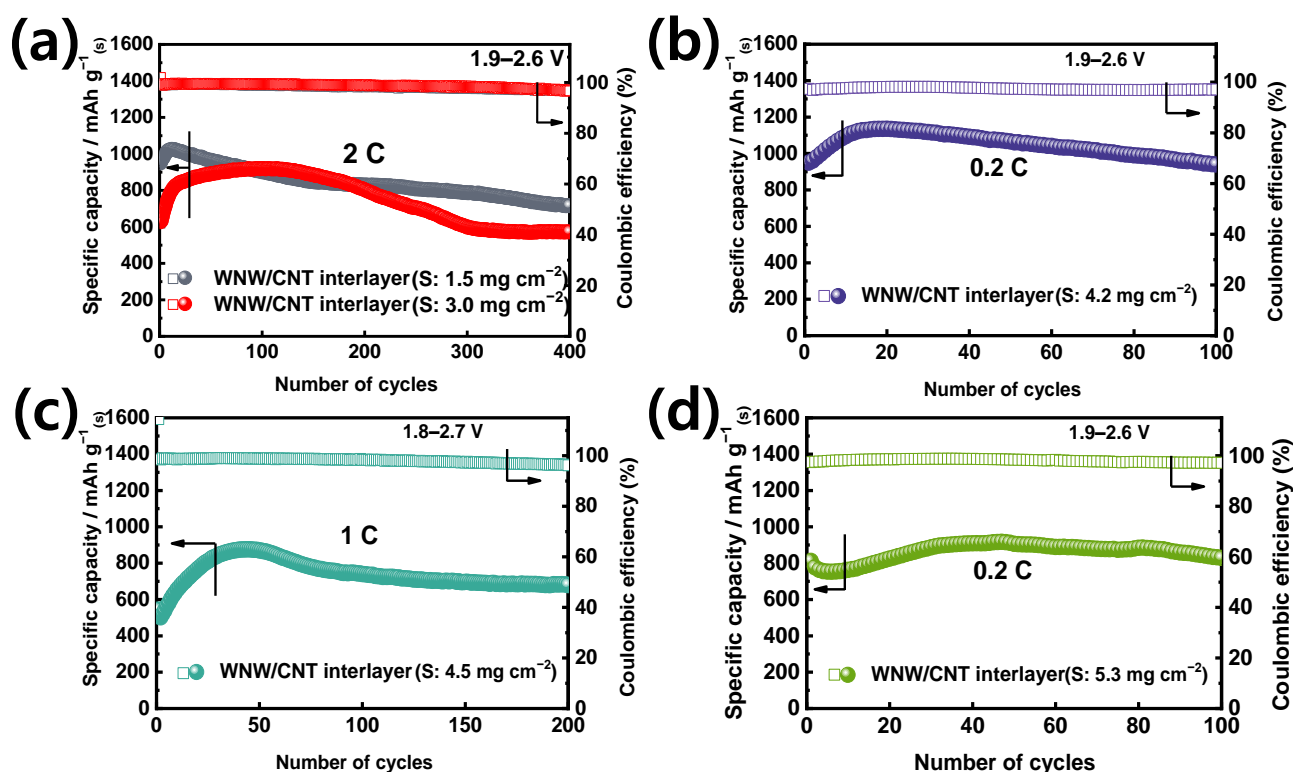 (a)
1600
1400
1200
1000
800
600
400
200
0
Specific capacity / mAh g⁻¹(s)
1.9–2.6 V
2 C
WNW/CNT interlayer (S: 1.5 mg cm⁻²)
WNW/CNT interlayer (S: 3.0 mg cm⁻²)
100
80
60
40
20
0
Coulombic efficiency (%)
0 100 200 300 400
Number of cycles
(b)
1600
1400
1200
1000
800
600
400
200
0
Specific capacity / mAh g⁻¹(s)
1.9–2.6 V
0.2 C
WNW/CNT interlayer (S: 4.2 mg cm⁻²)
100
80
60
40
20
0
Coulombic efficiency (%)
0 20 40 60 80 100
Number of cycles
(c)
1600
1400
1200
1000
800
600
400
200
0
Specific capacity / mAh g⁻¹(s)
1.8–2.7 V
1 C
WNW/CNT interlayer (S: 4.5 mg cm⁻²)
100
80
60
40
20
0
Coulombic efficiency (%)
0 50 100 150 200
Number of cycles
(d)
1600
1400
1200
1000
800
600
400
200
0
Specific capacity / mAh g⁻¹(s)
1.9–2.6 V
0.2 C
WNW/CNT interlayer (S: 5.3 mg cm⁻²)
100
80
60
40
20
0
Coulombic efficiency (%)
0 20 40 60 80 100
Number of cycles